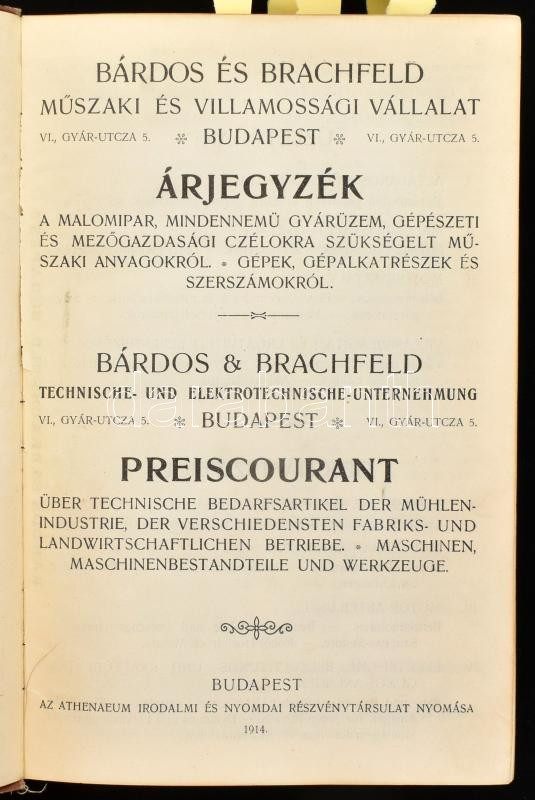 BÁRDOS ÉS BRACHFELD
MŰSZAKI ÉS VILLAMOSSÁGI VÁLLALAT
VI., GYÁR-UTCZA 5. * BUDAPEST * VI., GYÁR-UTCZA 5.
ÁRJEGYZÉK
A MALOMIPAR, MINDENNEMÜ GYÁRÜZEM, GÉPÉSZETI
ÉS MEZŐGAZDASÁGI CZÉLOKRA SZÜKSÉGELT MŰ-
SZAKI ANYAGOKRÓL. * GÉPEK, GÉPALKATRÉSZEK ÉS
SZERSZÁMOKRÓL.
BÁRDOS & BRACHFELD
TECHNISCHE- UND ELEKTROTECHNISCHE-UNTERNEHMUNG
VI., GYÁR-UTCZA 5. * BUDAPEST * VI., GYÁR-UTCZA 5.
PREISCOURANT
ÜBER TECHNISCHE BEDARFSARTIKEL DER MÜHLEN-
INDUSTRIE, DER VERSCHIEDENSTEN FABRIKS- UND
LANDWIRTSCHAFTLICHEN BETRIEBE. * MASCHINEN,
MASCHINENBESTANDTEILE UND WERKZEUGE.
BUDAPEST
AZ ATHENAEUM IRODALMI ÉS NYOMDAI RÉSZVÉNYTÁRSULAT NYOMÁSA
1914.
darabanth